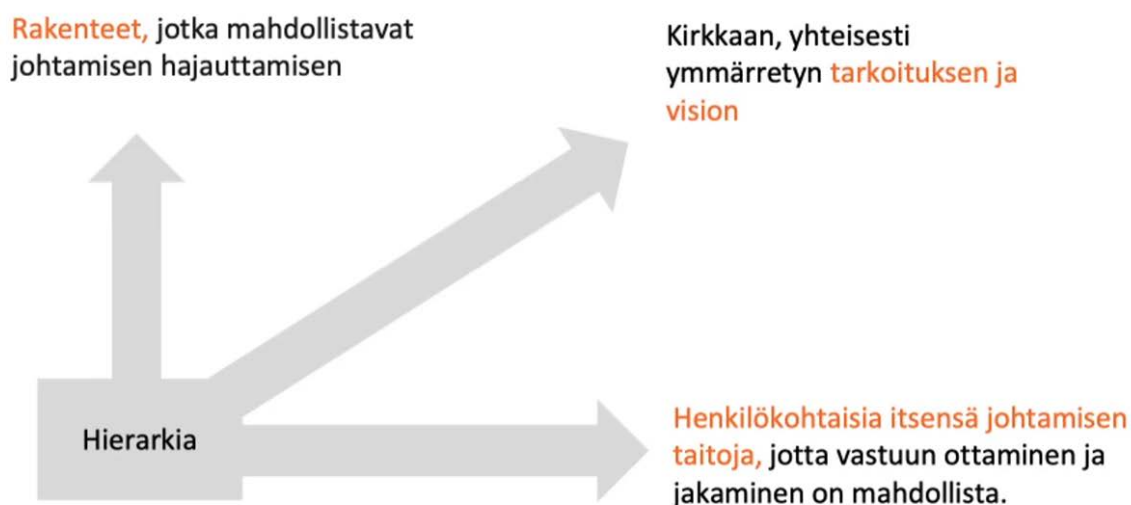 Rakenteet, jotka mahdollistavat
johtamisen hajauttamisen
Kirkkaan, yhteisesti
ymmärretyn tarkoituksen ja
vision
Hierarkia
Henkilökohtaisia itsensä johtamisen
taitoja, jotta vastuun ottaminen ja
jakaminen on mahdollista.